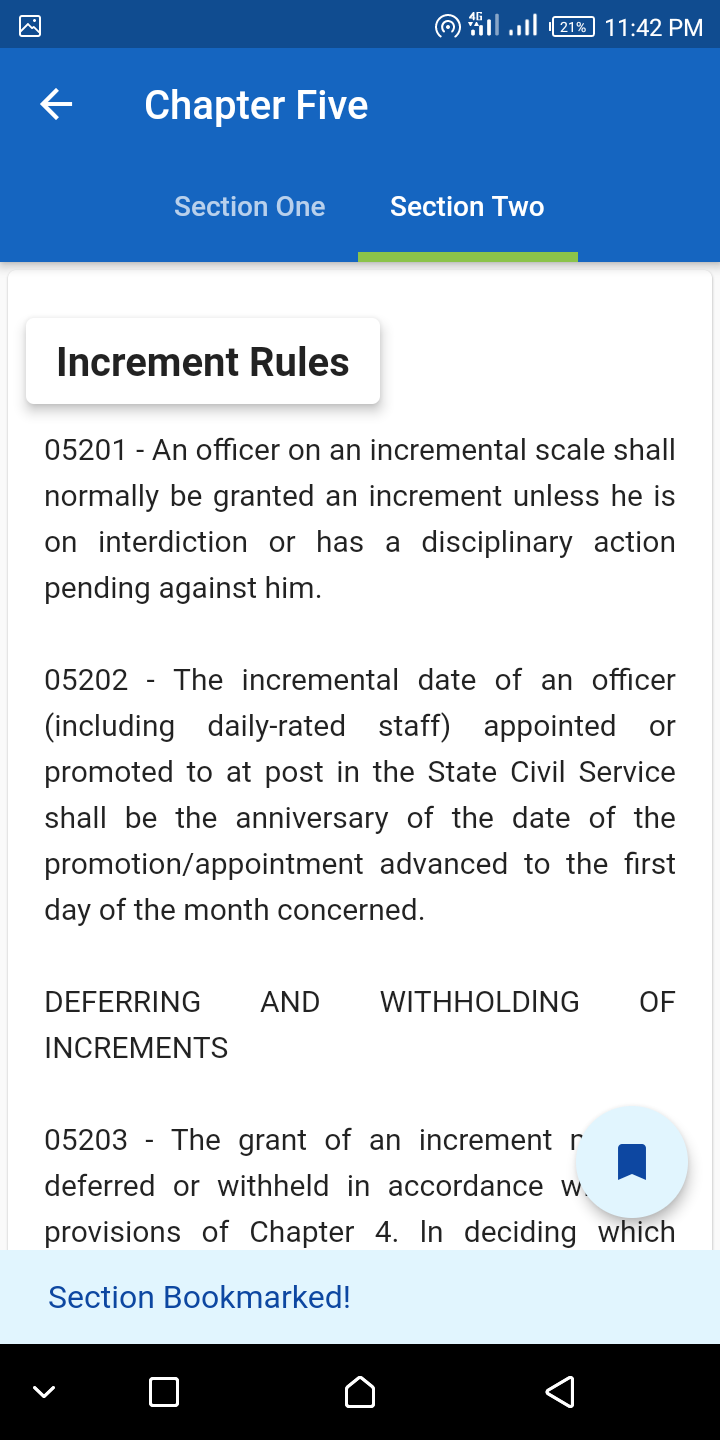 4G
21%
11:42 PM
Chapter Five
Section One
Section Two
Increment Rules
05201 - An officer on an incremental scale shall
normally be granted an increment unless he is
on interdiction or has a disciplinary action
pending against him.
05202 - The incremental date of an officer
(including daily-rated staff) appointed or
promoted to at post in the State Civil Service
shall be the anniversary of the date of the
promotion/appointment advanced to the first
day of the month concerned.
DEFERRING AND WITHHOLDlNG OF
INCREMENTS
05203 - The grant of an increment
deferred or withheld in accordance
provisions of Chapter 4. In deciding which
Section Bookmarked!